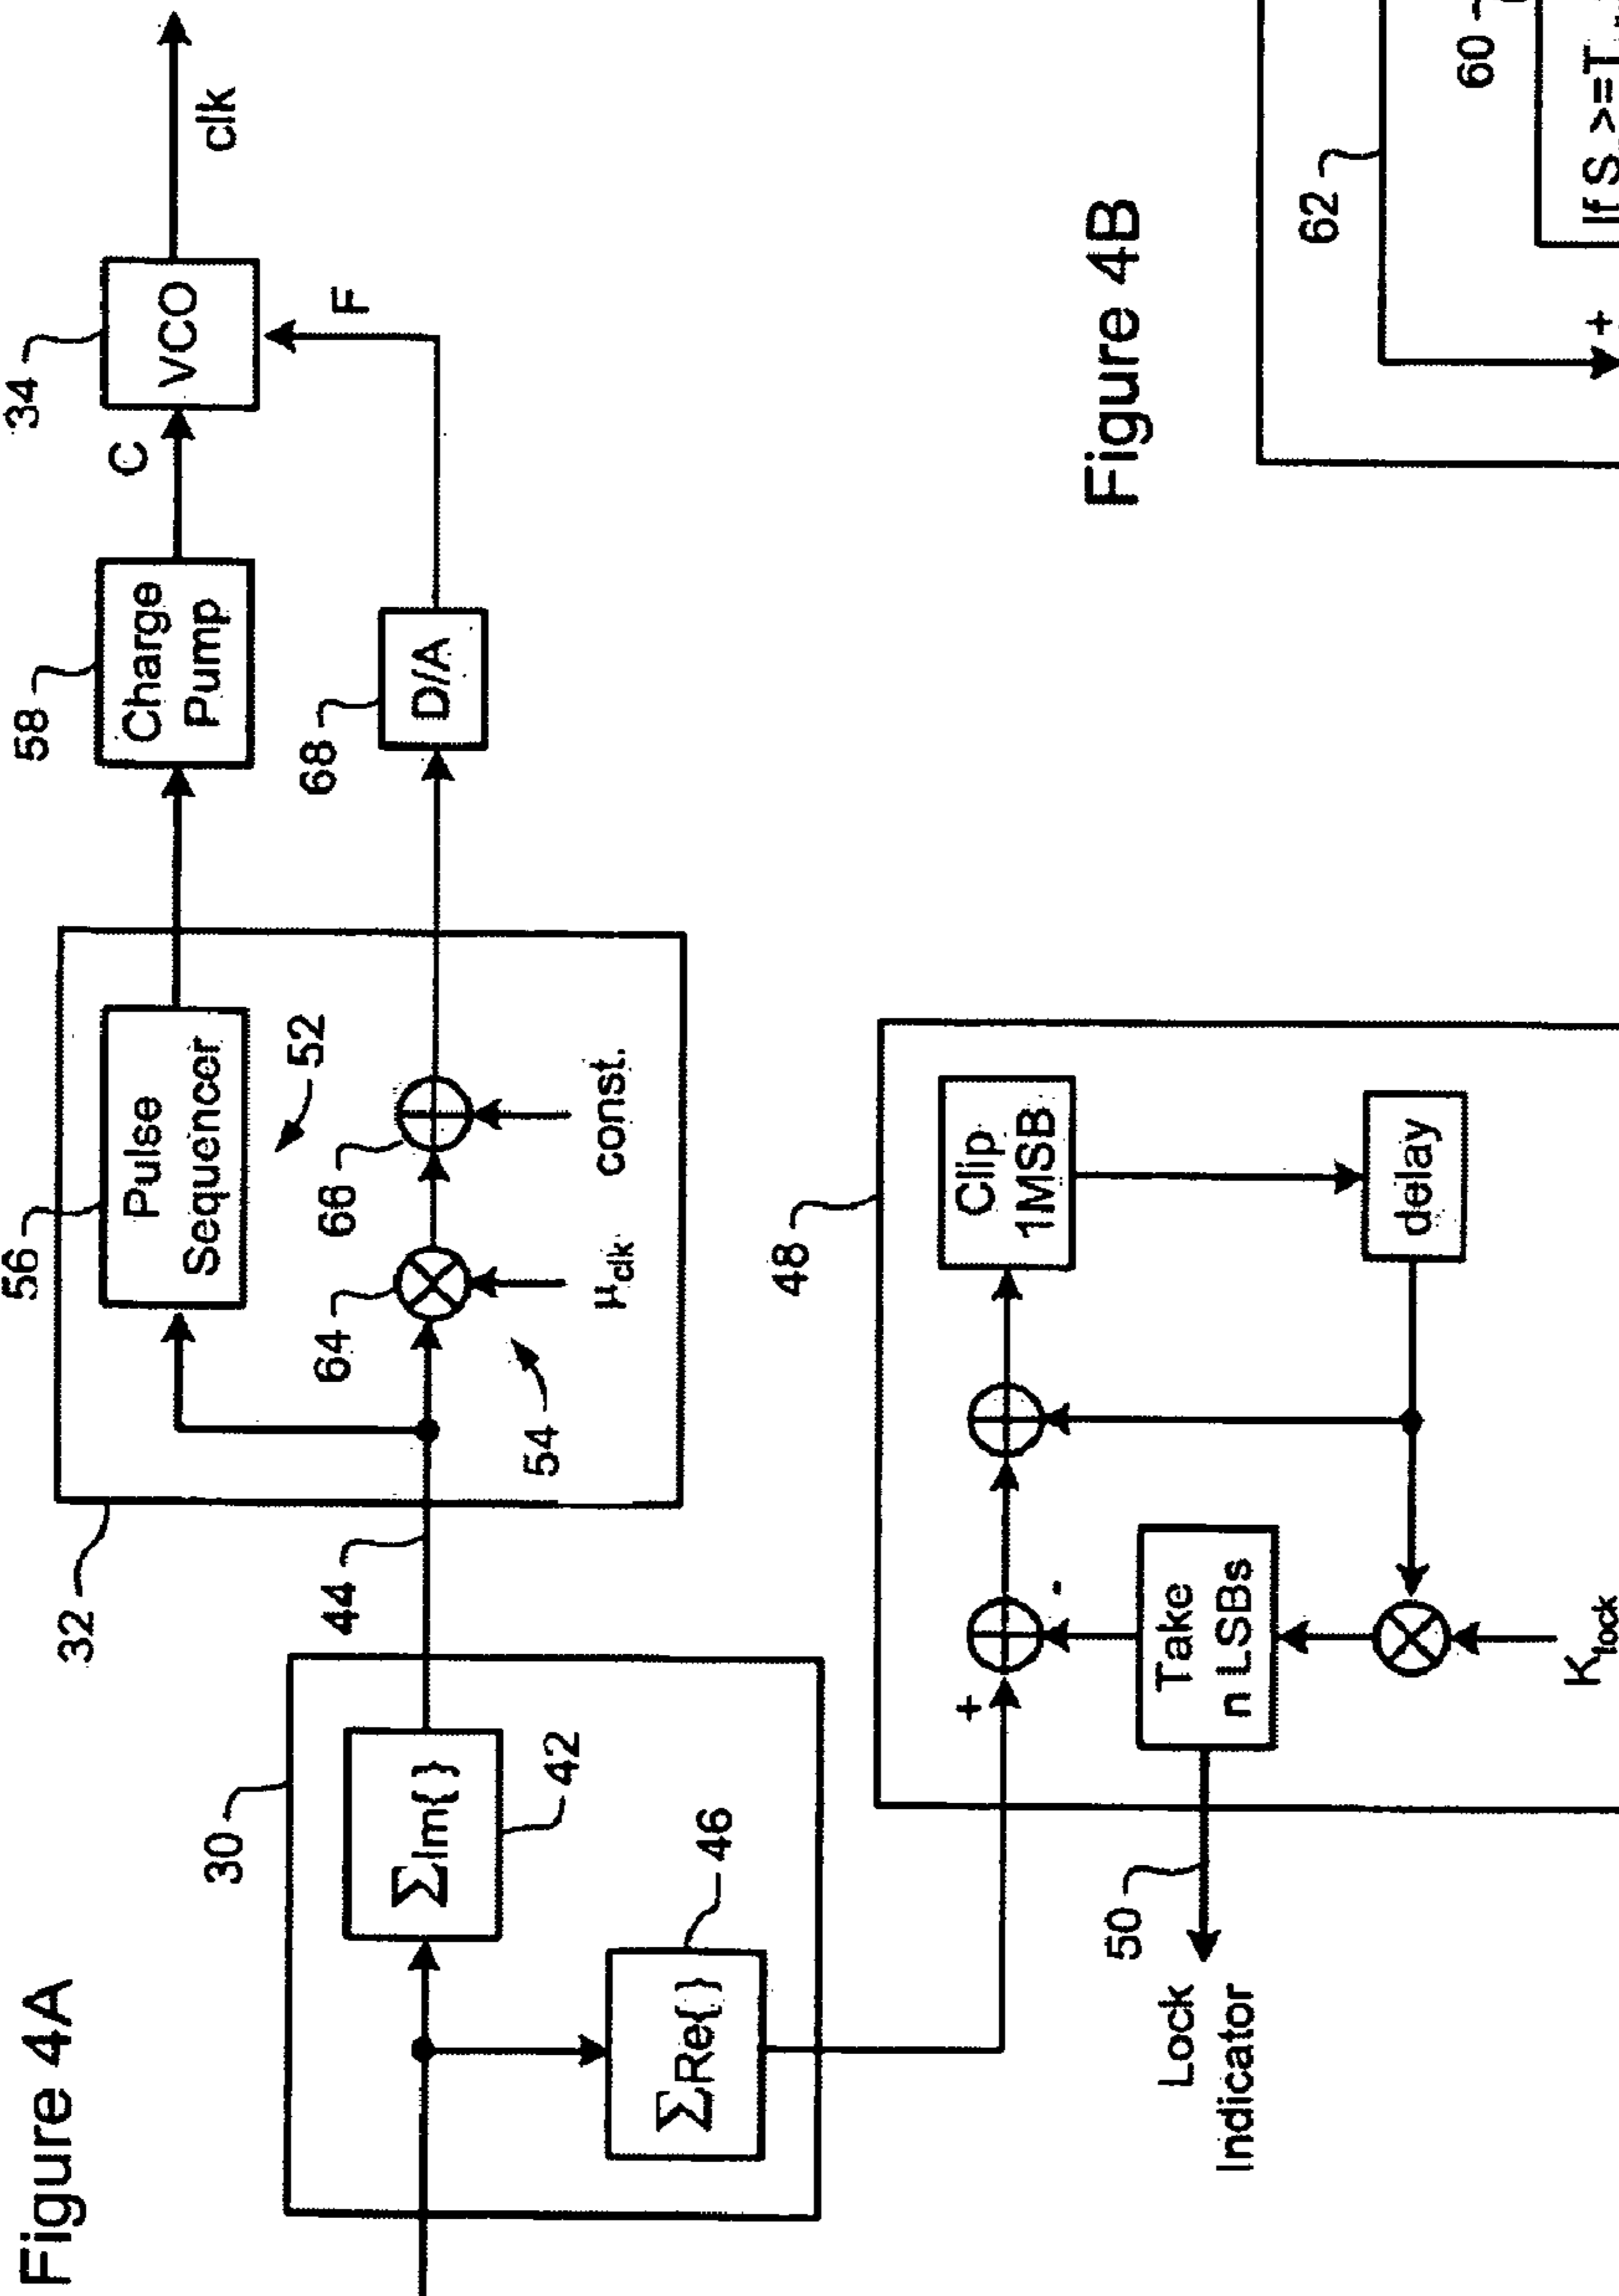 Figure 4A
30
ΣIm{ }
42
ΣRe{ }
46
44
32
56
Pulse
Sequencer
52
64
66
54
μclk
const.
58
Charge
Pump
C
34
VCO
clk
68
D/A
F
48
+
-
Clip
1MSB
delay
Take
n LSBs
Klock
50
Lock
Indicator
Figure 4B
62
60
+
If S >=T